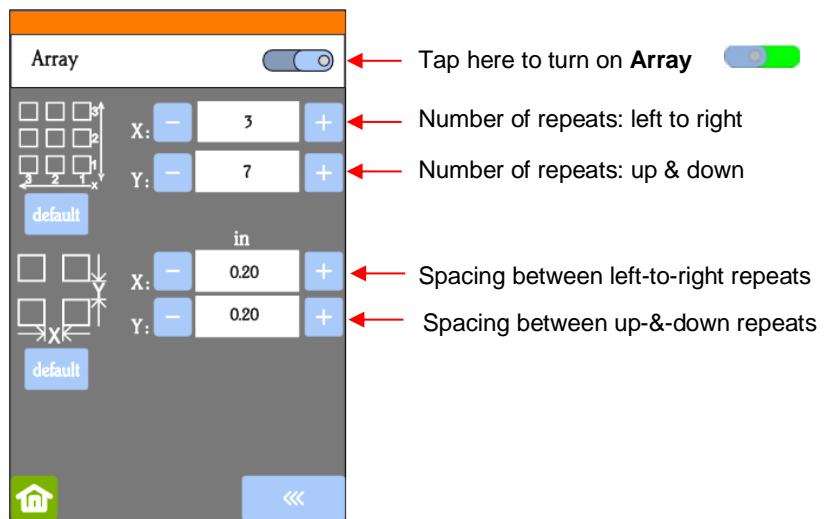 Array
Tap here to turn on Array
3
2
1
3 2 1 x Y
X: − 3 +
Number of repeats: left to right
Y: − 7 +
Number of repeats: up & down
default
in
X: − 0.20 +
Spacing between left-to-right repeats
Y
Y: − 0.20 +
Spacing between up-&-down repeats
X
default